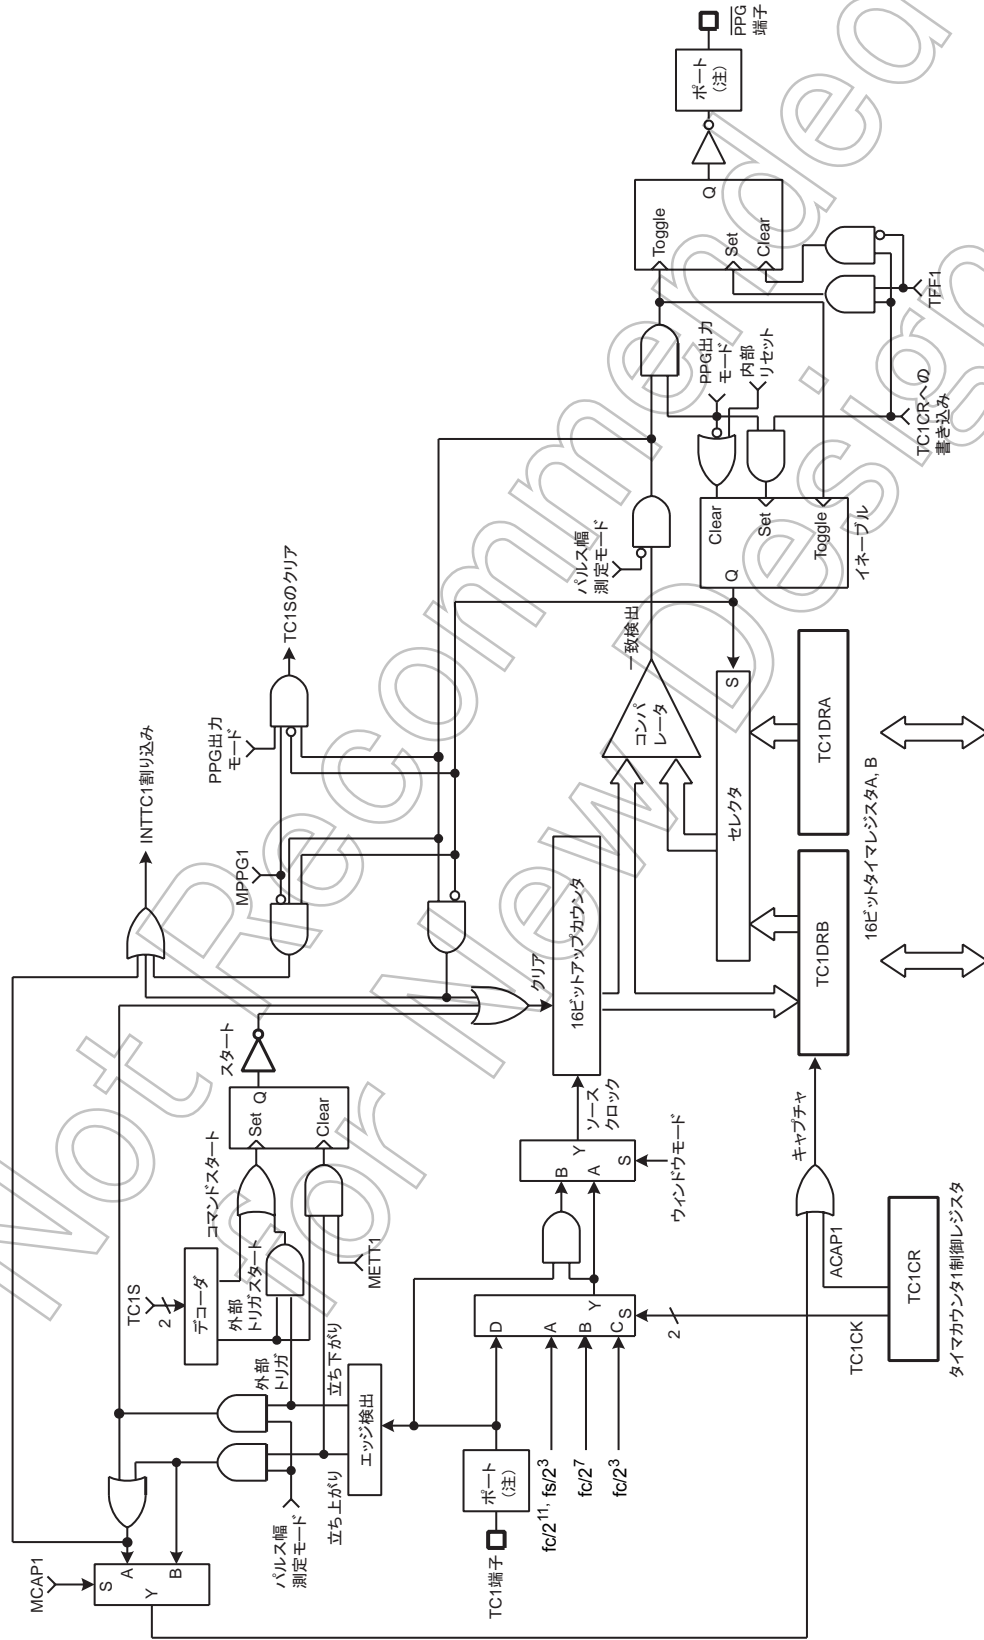 MCAP1
S
A
B
Y
TC1S
2
デコーダ
外部
トリガスタート
コマンドスタート
METT1
Set
Q
Clear
スタート
外部
トリガ
立ち下がり
立ち上がり
エッジ検出
パルス幅
測定モード
INTTC1割り込み
MPPG1
PPG出力
モード
TC1Sのクリア
TC1端子
ポート
(注)
fc/2¹¹, fs/2³
fc/2⁷
fc/2³
D
A
B
C
Y
S
B
A
Y
S
ウィンドウモード
ソース
クロック
クリア
16ビットアップカウンタ
コンパ
レータ
一致検出
パルス幅
測定モード
PPG出力
モード
内部
リセット
Toggle
Set
Clear
Q
ポート
(注)
PPG
端子
TFF1
TC1CRへの
書き込み
Clear
Set
Toggle
Q
イネーブル
セレクタ
S
TC1DRB
TC1DRA
16ビットタイマレジスタA, B
キャプチャ
ACAP1
TC1CK
2
TC1CR
タイマカウンタ1制御レジスタ
Not Recommended
for New Design